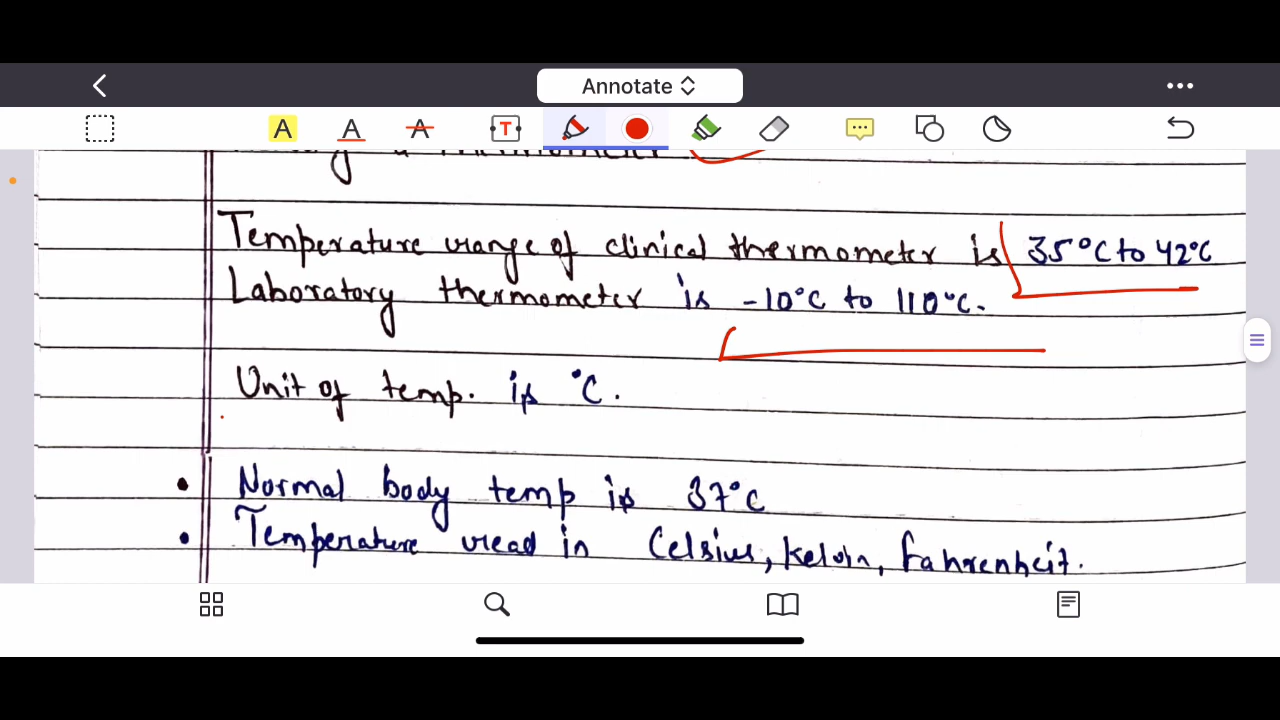 Annotate
A A A T
Temperature range of clinical thermometer is 35°C to 42°C
Laboratory thermometer is -10°C to 110°C.
Unit of temp. is °C.
• Normal body temp is 37°C
• Temperature read in Celsius, Kelvin, Fahrenheit.